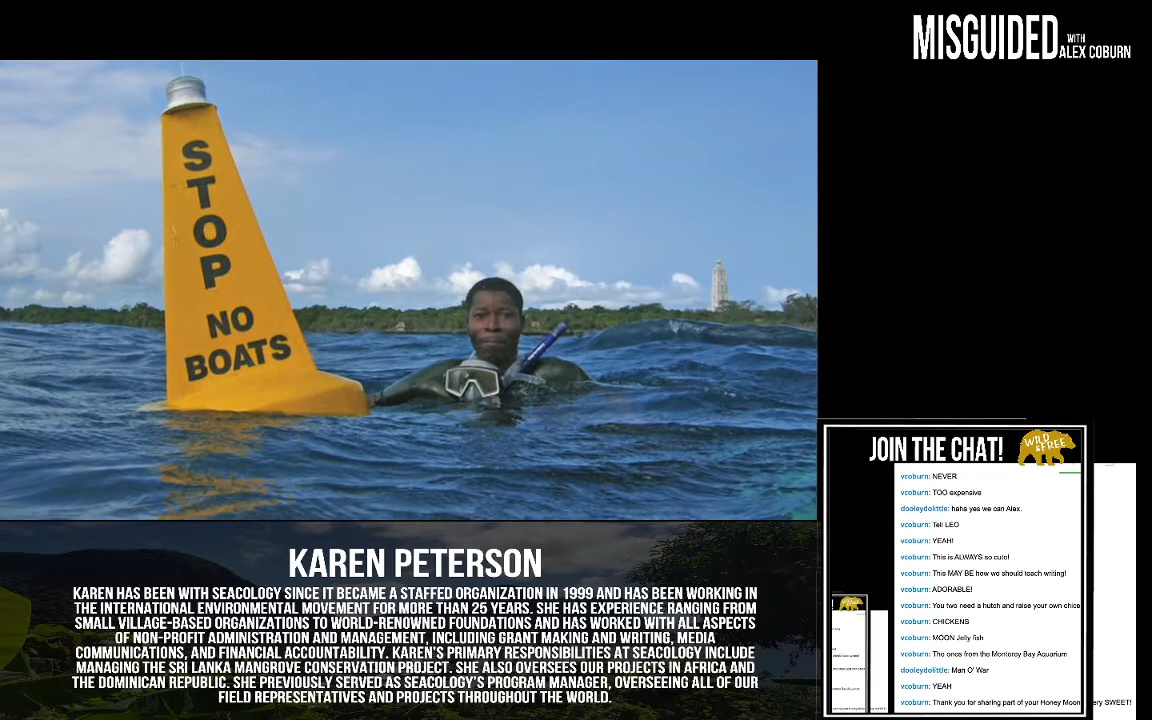 MISGUIDED WITH ALEX COBURN
STOP
NO
BOATS
KAREN PETERSON
KAREN HAS BEEN WITH SEACOLOGY SINCE IT BECAME A STAFFED ORGANIZATION IN 1999 AND HAS BEEN WORKING IN
THE INTERNATIONAL ENVIRONMENTAL MOVEMENT FOR MORE THAN 25 YEARS. SHE HAS EXPERIENCE RANGING FROM
SMALL VILLAGE-BASED ORGANIZATIONS TO WORLD-RENOWNED FOUNDATIONS AND HAS WORKED WITH ALL ASPECTS
OF NON-PROFIT ADMINISTRATION AND MANAGEMENT, INCLUDING GRANT MAKING AND WRITING, MEDIA
COMMUNICATIONS, AND FINANCIAL ACCOUNTABILITY. KAREN'S PRIMARY RESPONSIBILITIES AT SEACOLOGY INCLUDE
MANAGING THE SRI LANKA MANGROVE CONSERVATION PROJECT. SHE ALSO OVERSEES OUR PROJECTS IN AFRICA AND
THE DOMINICAN REPUBLIC. SHE PREVIOUSLY SERVED AS SEACOLOGY'S PROGRAM MANAGER, OVERSEEING ALL OF OUR
FIELD REPRESENTATIVES AND PROJECTS THROUGHOUT THE WORLD.
JOIN THE CHAT!
WILD
& FREE
vcoburn: NEVER
vcoburn: TOO expensive
dooleydolittle: haha yes we can Alex.
vcoburn: Tell LEO
vcoburn: YEAH!
vcoburn: This is ALWAYS so cute!
vcoburn: This MAY BE how we should teach writing!
vcoburn: ADORABLE!
vcoburn: You two need a hutch and raise your own chice
vcoburn: CHICKENS
vcoburn: MOON Jelly fish
vcoburn: The ones from the Monterey Bay Aquarium
dooleydolittle: Man O' War
vcoburn: YEAH
vcoburn: Thank you for sharing part of your Honey Moon ery SWEET!